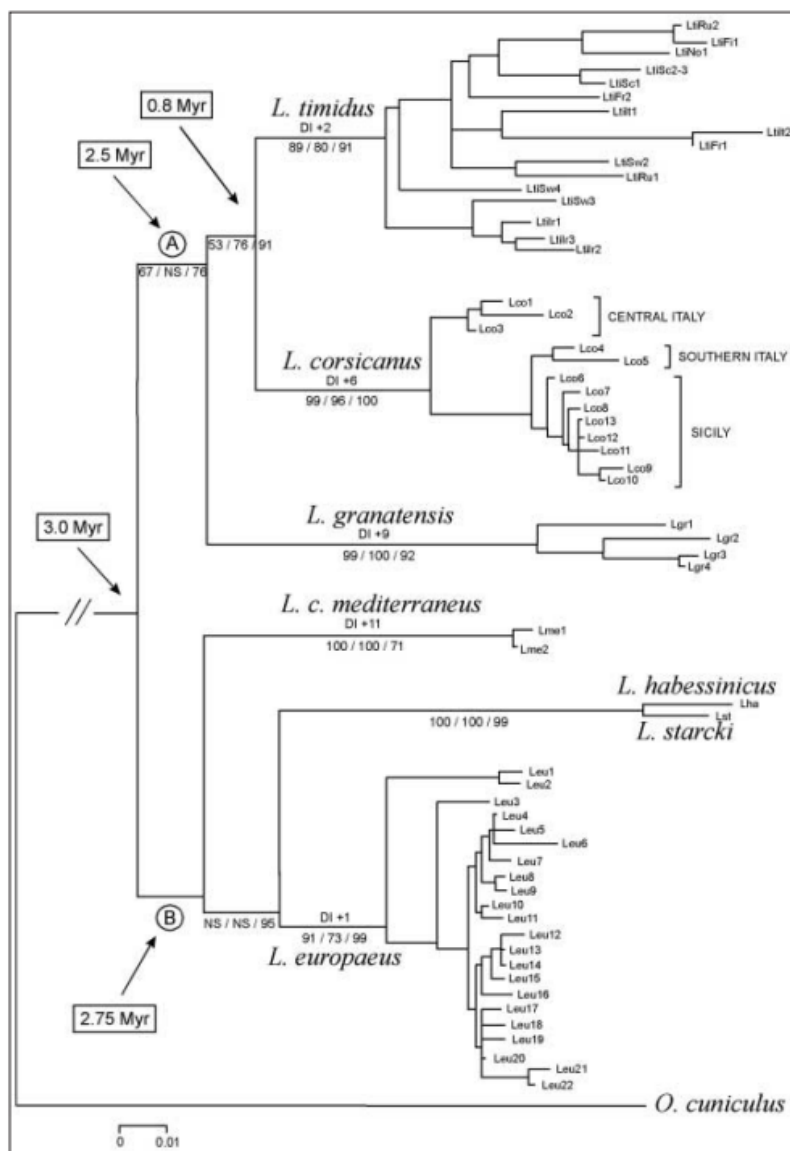 LtiRu2
LtiFi1
LtiNo1
LtiSc2-3
LtiSc1
LtiFr2
LtiIt1
LtiIt2
LtiFr1
LtiSw2
LtiRu1
LtiSw4
LtiSw3
LtiIr1
LtiIr3
LtiIr2
0.8 Myr
L. timidus
DI +2
89 / 80 / 91
2.5 Myr
A
53 / 76 / 91
67 / NS / 76
Lco1
Lco2
Lco3
CENTRAL ITALY
L. corsicanus
DI +6
99 / 96 / 100
Lco4
Lco5
SOUTHERN ITALY
Lco6
Lco7
Lco8
Lco13
Lco12
Lco11
Lco9
Lco10
SICILY
3.0 Myr
L. granatensis
DI +9
99 / 100 / 92
Lgr1
Lgr2
Lgr3
Lgr4
L. c. mediterraneus
DI +11
100 / 100 / 71
Lme1
Lme2
L. habessinicus
Lha
100 / 100 / 99
Lst
L. starcki
Leu1
Leu2
Leu3
Leu4
Leu5
Leu6
Leu7
Leu8
Leu9
Leu10
Leu11
Leu12
Leu13
Leu14
Leu15
Leu16
Leu17
Leu18
Leu19
Leu20
Leu21
Leu22
B
NS / NS / 95
DI +1
91 / 73 / 99
L. europaeus
2.75 Myr
O. cuniculus
0 0.01